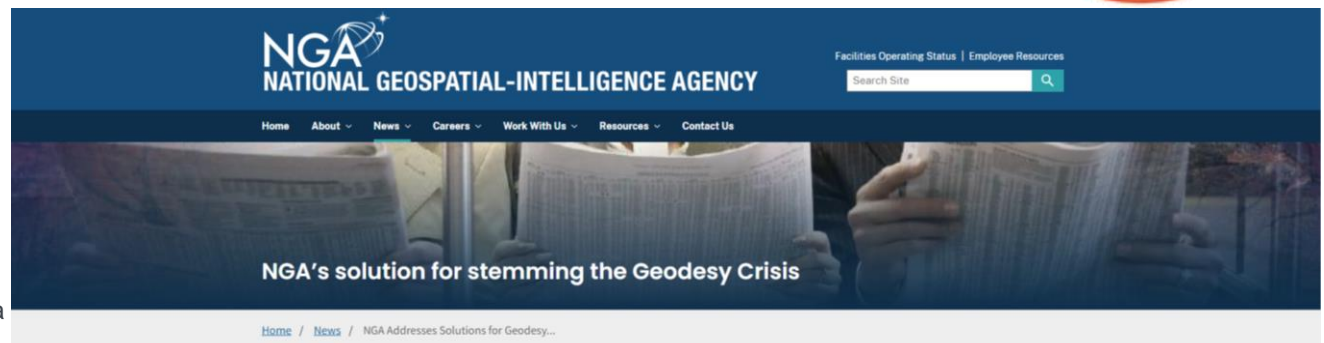 NGA
NATIONAL GEOSPATIAL-INTELLIGENCE AGENCY
Facilities Operating Status | Employee Resources
Search Site
Home About News Careers Work With Us Resources Contact Us
NGA's solution for stemming the Geodesy Crisis
a
Home / News / NGA Addresses Solutions for Geodesy...